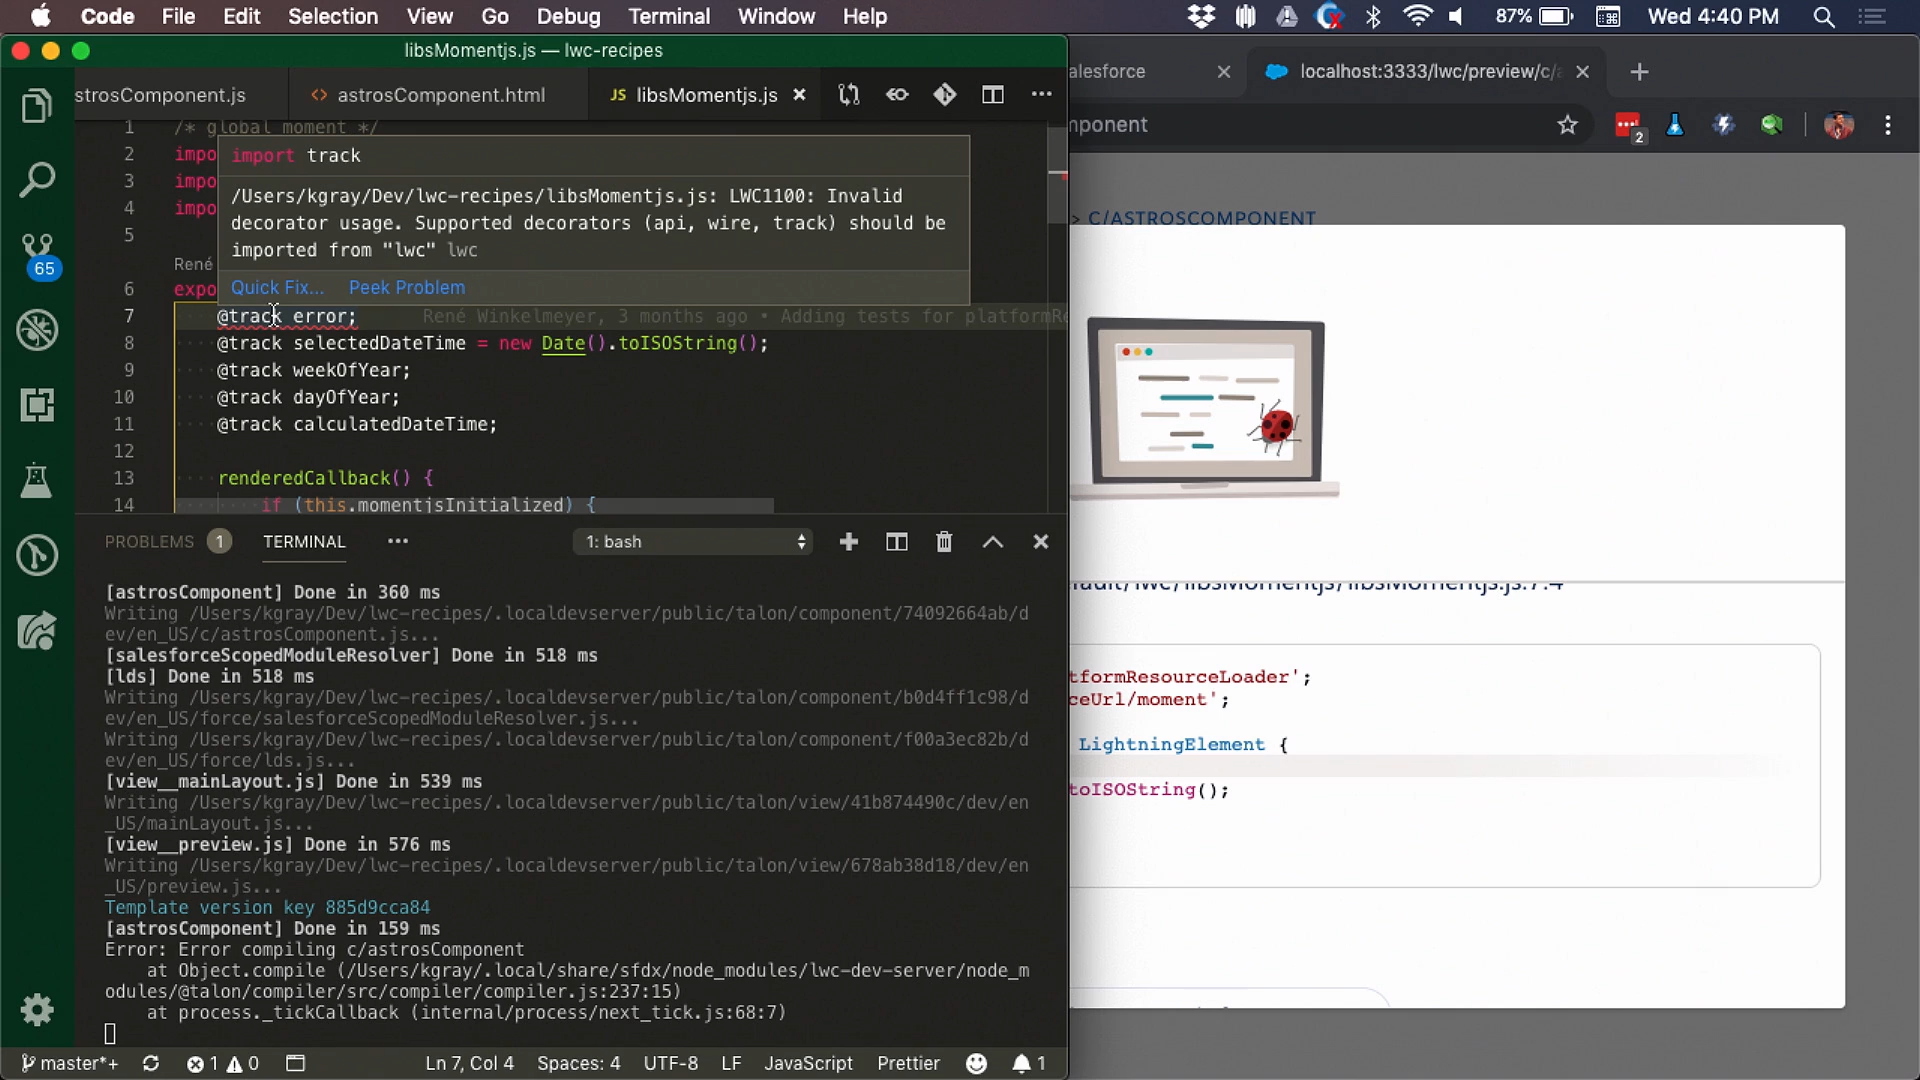 Code File Edit Selection View Go Debug Terminal Window Help 87% Wed 4:40 PM
libsMomentjs.js — lwc-recipes
strosComponent.js <> astrosComponent.html JS libsMomentjs.js
alesforce localhost:3333/lwc/preview/c/
mponent 2
1 /* global moment */
2 impo
3 impo
4 impo
5
import track
/Users/kgray/Dev/lwc-recipes/libsMomentjs.js: LWC1100: Invalid
decorator usage. Supported decorators (api, wire, track) should be
imported from "lwc" lwc
Quick Fix... Peek Problem
René
6 expo
7 @track error; René Winkelmeyer, 3 months ago • Adding tests for platformRe
8 @track selectedDateTime = new Date().toISOString();
9 @track weekOfYear;
10 @track dayOfYear;
11 @track calculatedDateTime;
12
13 renderedCallback() {
14 if (this.momentjsInitialized) {
65
PROBLEMS 1 TERMINAL ••• 1: bash
[astrosComponent] Done in 360 ms
Writing /Users/kgray/Dev/lwc-recipes/.localdevserver/public/talon/component/74092664ab/d
ev/en_US/c/astrosComponent.js...
[salesforceScopedModuleResolver] Done in 518 ms
[lds] Done in 518 ms
Writing /Users/kgray/Dev/lwc-recipes/.localdevserver/public/talon/component/b0d4ff1c98/d
ev/en_US/force/salesforceScopedModuleResolver.js...
Writing /Users/kgray/Dev/lwc-recipes/.localdevserver/public/talon/component/f00a3ec82b/d
ev/en_US/force/lds.js...
[view__mainLayout.js] Done in 539 ms
Writing /Users/kgray/Dev/lwc-recipes/.localdevserver/public/talon/view/41b874490c/dev/en
_US/mainLayout.js...
[view__preview.js] Done in 576 ms
Writing /Users/kgray/Dev/lwc-recipes/.localdevserver/public/talon/view/678ab38d18/dev/en
_US/preview.js...
Template version key 885d9cca84
[astrosComponent] Done in 159 ms
Error: Error compiling c/astrosComponent
at Object.compile (/Users/kgray/.local/share/sfdx/node_modules/lwc-dev-server/node_m
odules/@talon/compiler/src/compiler/compiler.js:237:15)
at process._tickCallback (internal/process/next_tick.js:68:7)
master*+ 1 0 Ln 7, Col 4 Spaces: 4 UTF-8 LF JavaScript Prettier 1
> C/ASTROSCOMPONENT
ault/lwc/libsMomentjs/libsMomentjs.js:7:4
tformResourceLoader';
ceUrl/moment';
LightningElement {
toISOString();